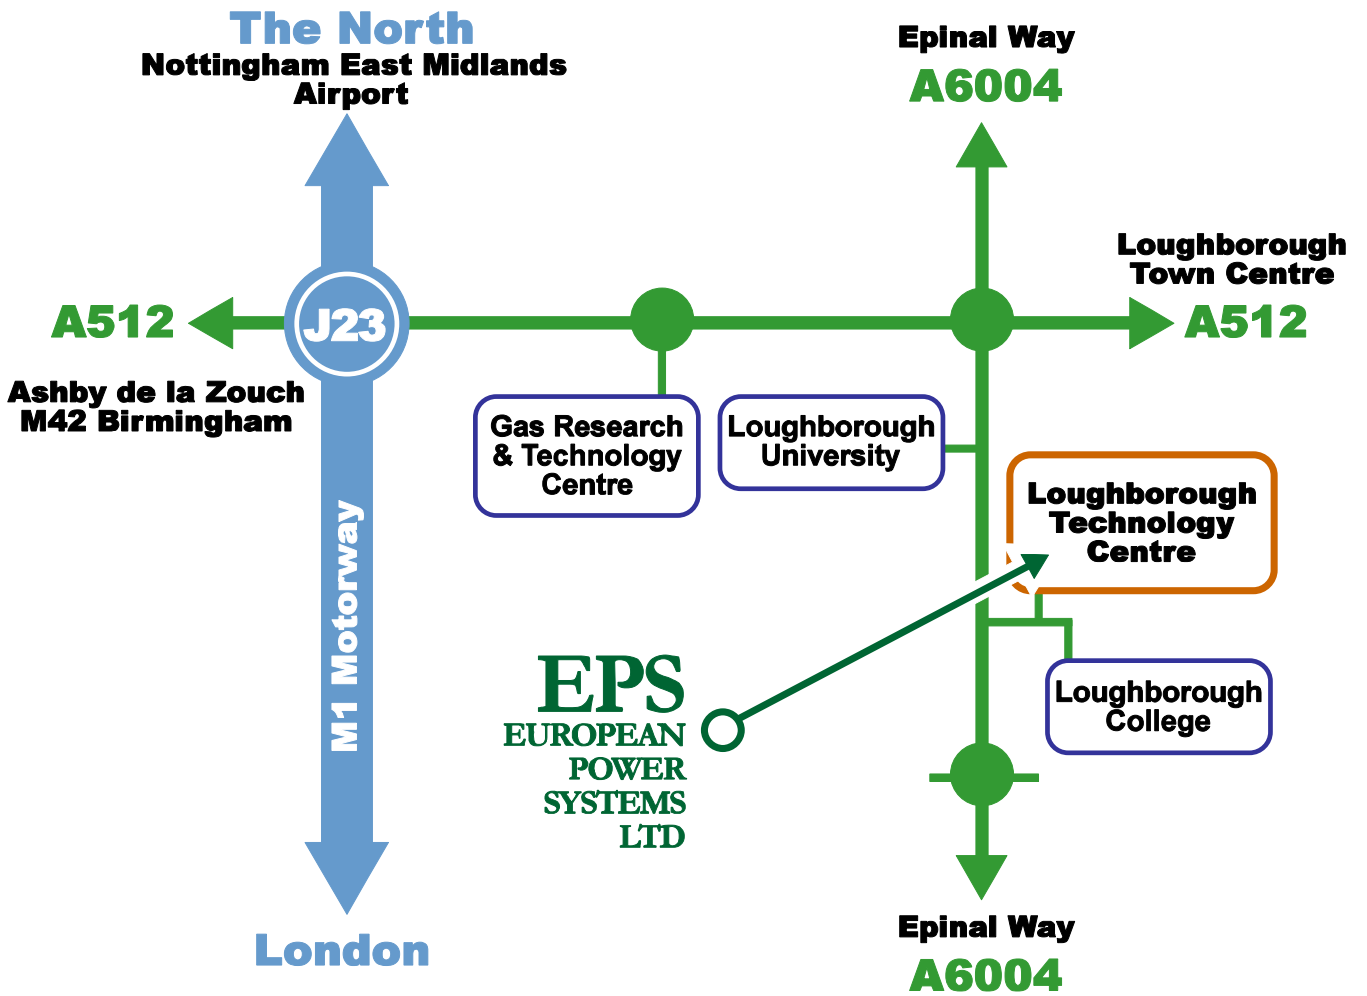 The North
Nottingham East Midlands
Airport
Epinal Way
A6004
Loughborough
Town Centre
A512
J23
A512
Ashby de la Zouch
M42 Birmingham
Gas Research
& Technology
Centre
Loughborough
University
Loughborough
Technology
Centre
M1 Motorway
EPS
EUROPEAN
POWER
SYSTEMS
LTD
Loughborough
College
London
Epinal Way
A6004